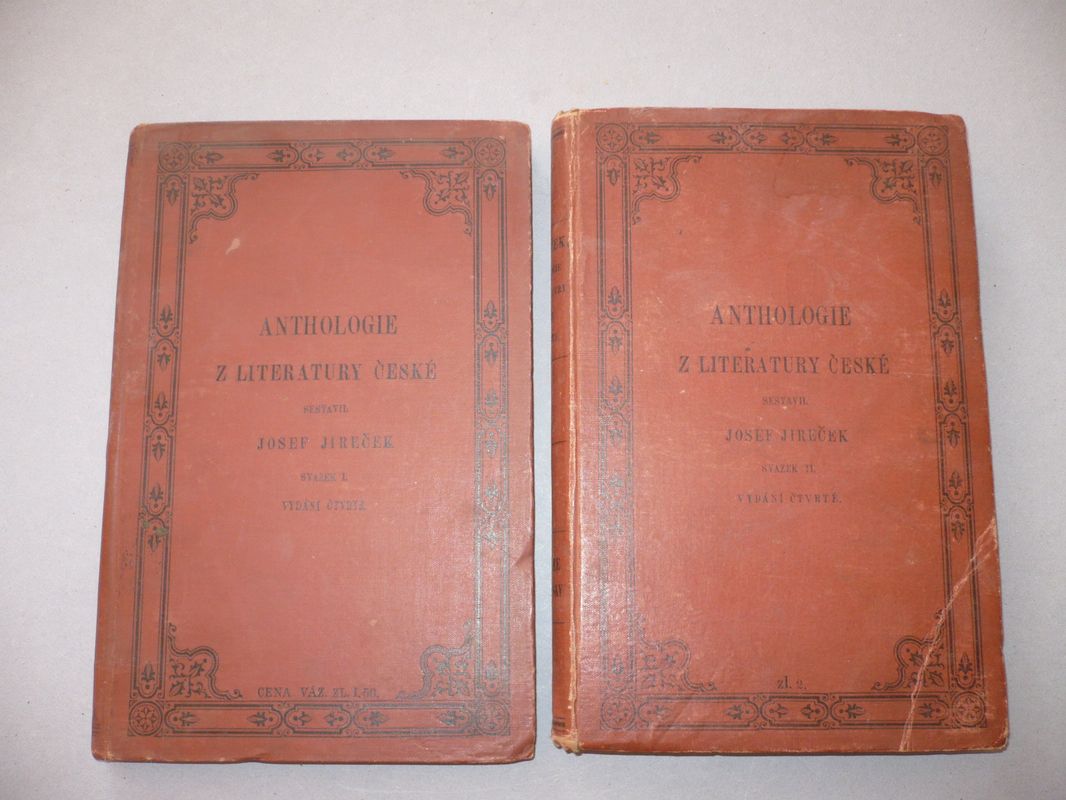 ANTHOLOGIE
Z LITERATURY ČESKÉ
SESTAVIL
JOSEF JIREČEK
SVAZEK I.
VYDÁNÍ ČTVRTÉ.
CENA VÁZ. ZL. 1,50.
ANTHOLOGIE
Z LITERATURY ČESKÉ
SESTAVIL
JOSEF JIREČEK
SVAZEK II.
VYDÁNÍ ČTVRTÉ.
zl. 2.